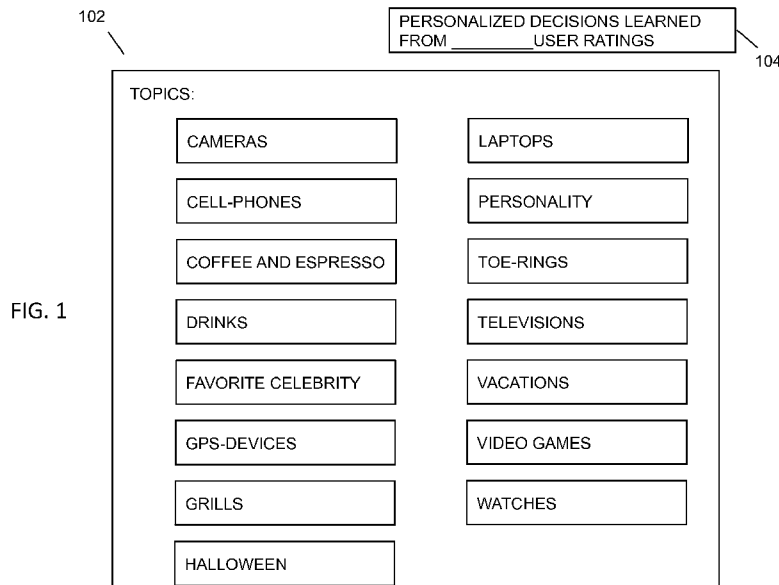 102
PERSONALIZED DECISIONS LEARNED
FROM _________USER RATINGS
104
TOPICS:
CAMERAS
LAPTOPS
CELL-PHONES
PERSONALITY
COFFEE AND ESPRESSO
TOE-RINGS
FIG. 1
DRINKS
TELEVISIONS
FAVORITE CELEBRITY
VACATIONS
GPS-DEVICES
VIDEO GAMES
GRILLS
WATCHES
HALLOWEEN